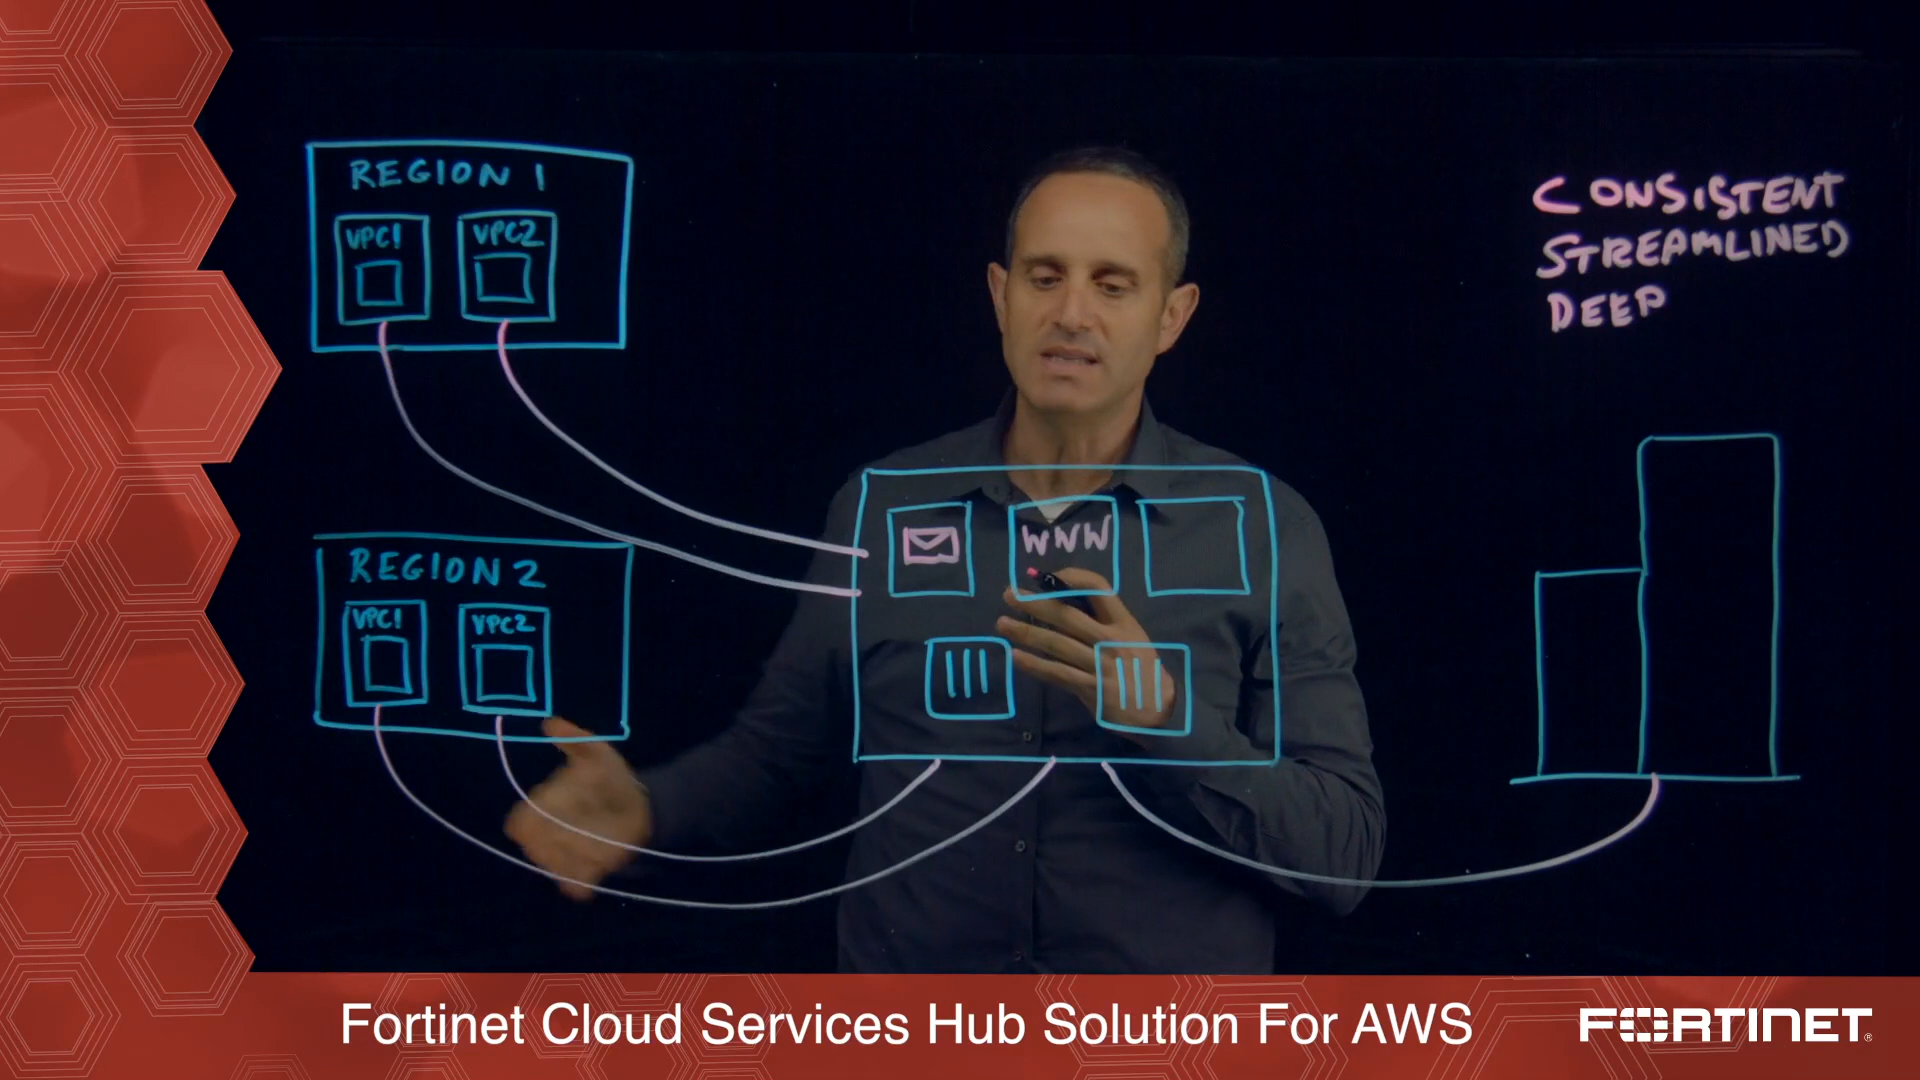 REGION 1
VPC1
VPC2
CONSISTENT
STREAMLINED
DEEP
WWW
REGION 2
VPC1
VPC2
Fortinet Cloud Services Hub Solution For AWS
FORTINET®